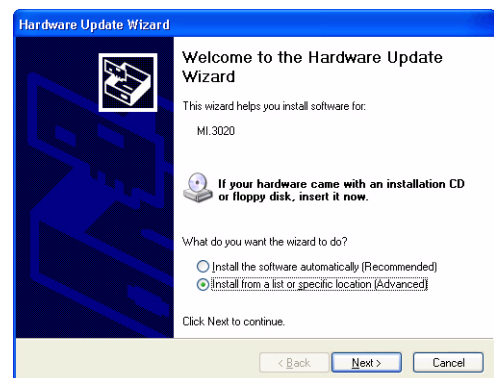 Hardware Update Wizard
Welcome to the Hardware Update
Wizard
This wizard helps you install software for:
MI.3020
If your hardware came with an installation CD
or floppy disk, insert it now.
What do you want the wizard to do?
Install the software automatically (Recommended)
Install from a list or specific location (Advanced)
Click Next to continue.
< Back
Next >
Cancel